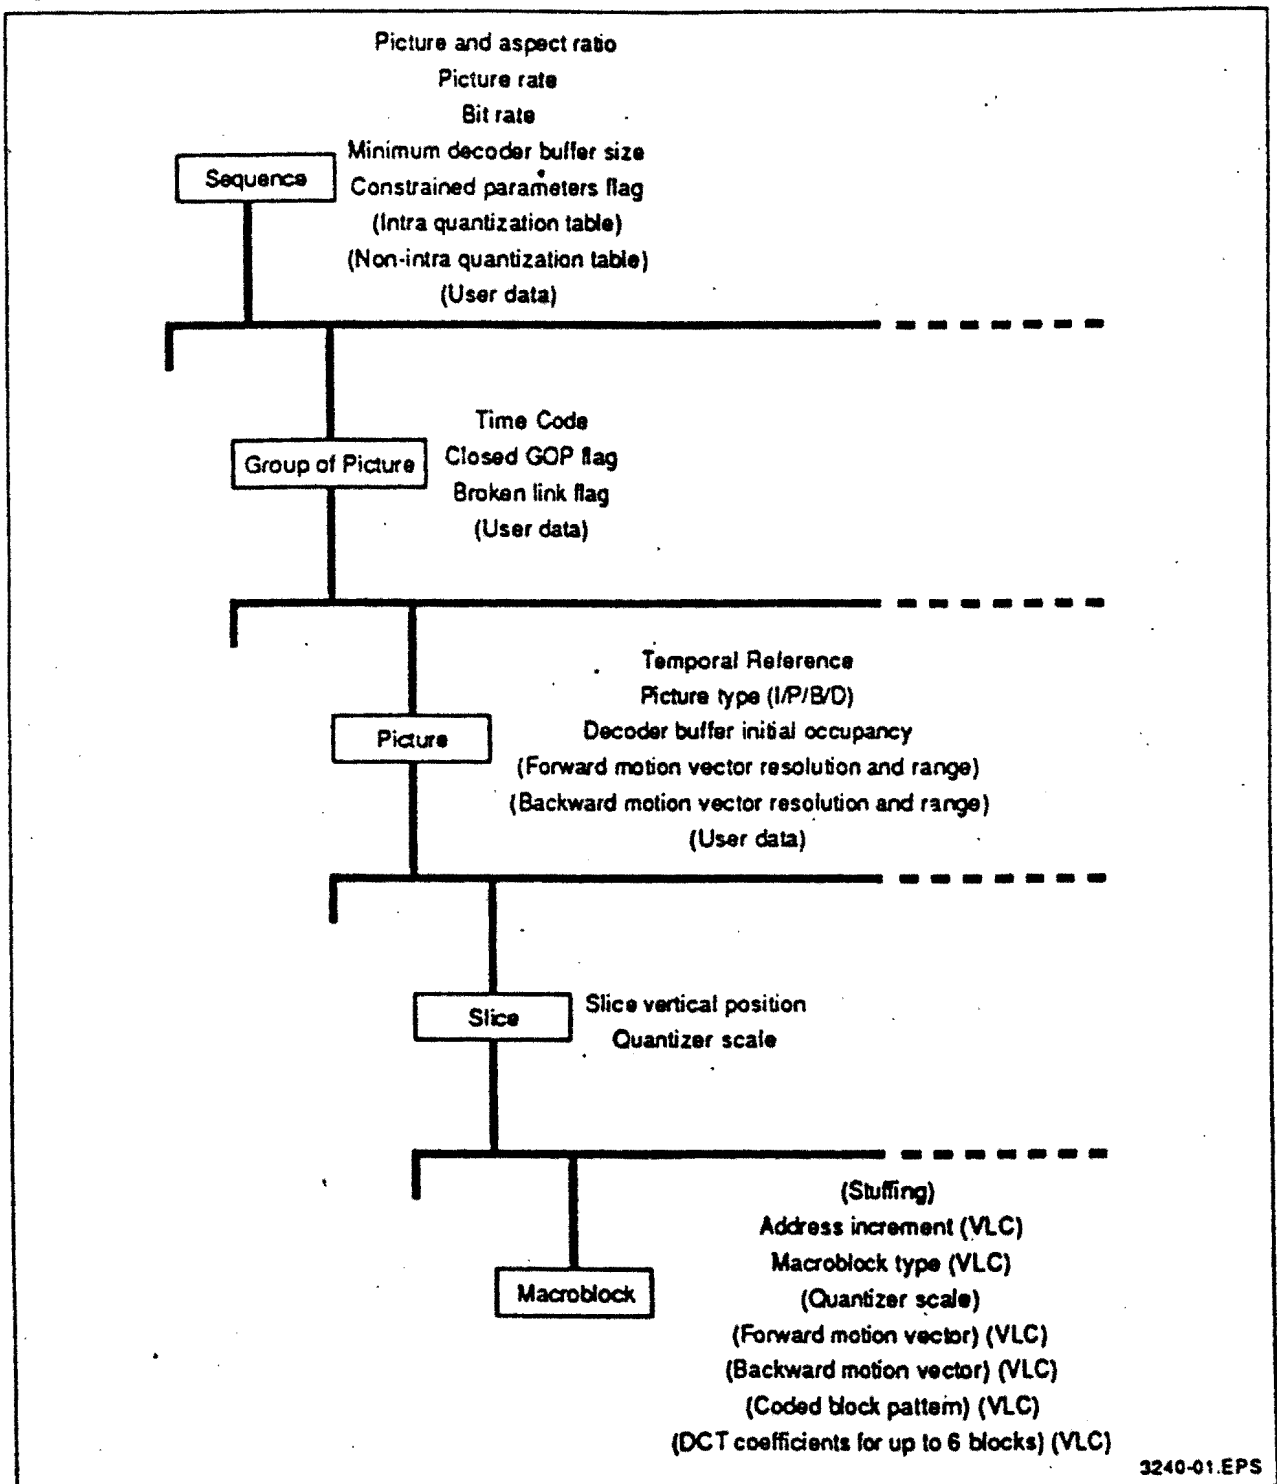 Picture and aspect ratio
Picture rate
Bit rate
Minimum decoder buffer size
Sequence
Constrained parameters flag
(Intra quantization table)
(Non-intra quantization table)
(User data)
Time Code
Closed GOP flag
Group of Picture
Broken link flag
(User data)
Temporal Reference
Picture type (I/P/B/D)
Decoder buffer initial occupancy
Picture
(Forward motion vector resolution and range)
(Backward motion vector resolution and range)
(User data)
Slice vertical position
Slice
Quantizer scale
(Stuffing)
Address increment (VLC)
Macroblock type (VLC)
Macroblock
(Quantizer scale)
(Forward motion vector) (VLC)
(Backward motion vector) (VLC)
(Coded block pattern) (VLC)
(DCT coefficients for up to 6 blocks) (VLC)
3240-01.EPS